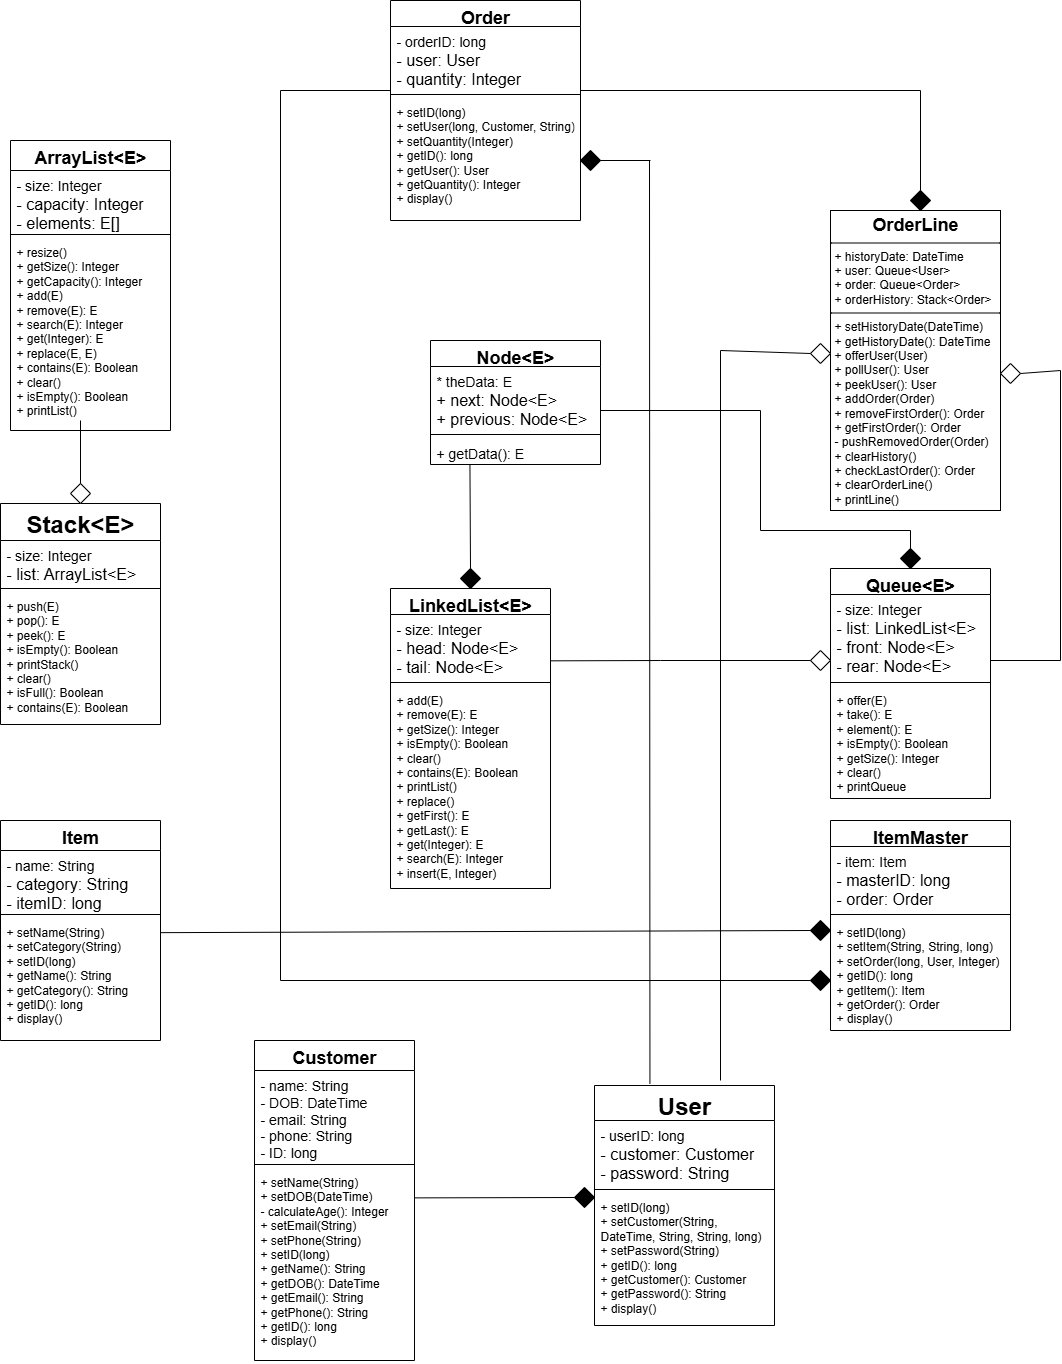 Order
- orderID: long
- user: User
- quantity: Integer
+ setID(long)
+ setUser(long, Customer, String)
+ setQuantity(Integer)
+ getID(): long
+ getUser(): User
+ getQuantity(): Integer
+ display()
ArrayList<E>
- size: Integer
- capacity: Integer
- elements: E[]
+ resize()
+ getSize(): Integer
+ getCapacity(): Integer
+ add(E)
+ remove(E): E
+ search(E): Integer
+ get(Integer): E
+ replace(E, E)
+ contains(E): Boolean
+ clear()
+ isEmpty(): Boolean
+ printList()
OrderLine
+ historyDate: DateTime
+ user: Queue<User>
+ order: Queue<Order>
+ orderHistory: Stack<Order>
+ setHistoryDate(DateTime)
+ getHistoryDate(): DateTime
+ offerUser(User)
+ pollUser(): User
+ peekUser(): User
+ addOrder(Order)
+ removeFirstOrder(): Order
+ getFirstOrder(): Order
- pushRemovedOrder(Order)
+ clearHistory()
+ checkLastOrder(): Order
+ clearOrderLine()
+ printLine()
Node<E>
* theData: E
+ next: Node<E>
+ previous: Node<E>
+ getData(): E
Stack<E>
- size: Integer
- list: ArrayList<E>
+ push(E)
+ pop(): E
+ peek(): E
+ isEmpty(): Boolean
+ printStack()
+ clear()
+ isFull(): Boolean
+ contains(E): Boolean
LinkedList<E>
- size: Integer
- head: Node<E>
- tail: Node<E>
+ add(E)
+ remove(E): E
+ getSize(): Integer
+ isEmpty(): Boolean
+ clear()
+ contains(E): Boolean
+ printList()
+ replace()
+ getFirst(): E
+ getLast(): E
+ get(Integer): E
+ search(E): Integer
+ insert(E, Integer)
Queue<E>
- size: Integer
- list: LinkedList<E>
- front: Node<E>
- rear: Node<E>
+ offer(E)
+ take(): E
+ element(): E
+ isEmpty(): Boolean
+ getSize(): Integer
+ clear()
+ printQueue
Item
- name: String
- category: String
- itemID: long
+ setName(String)
+ setCategory(String)
+ setID(long)
+ getName(): String
+ getCategory(): String
+ getID(): long
+ display()
ItemMaster
- item: Item
- masterID: long
- order: Order
+ setID(long)
+ setItem(String, String, long)
+ setOrder(long, User, Integer)
+ getID(): long
+ getItem(): Item
+ getOrder(): Order
+ display()
Customer
- name: String
- DOB: DateTime
- email: String
- phone: String
- ID: long
+ setName(String)
+ setDOB(DateTime)
- calculateAge(): Integer
+ setEmail(String)
+ setPhone(String)
+ setID(long)
+ getName(): String
+ getDOB(): DateTime
+ getEmail(): String
+ getPhone(): String
+ getID(): long
+ display()
User
- userID: long
- customer: Customer
- password: String
+ setID(long)
+ setCustomer(String,
DateTime, String, String, long)
+ setPassword(String)
+ getID(): long
+ getCustomer(): Customer
+ getPassword(): String
+ display()